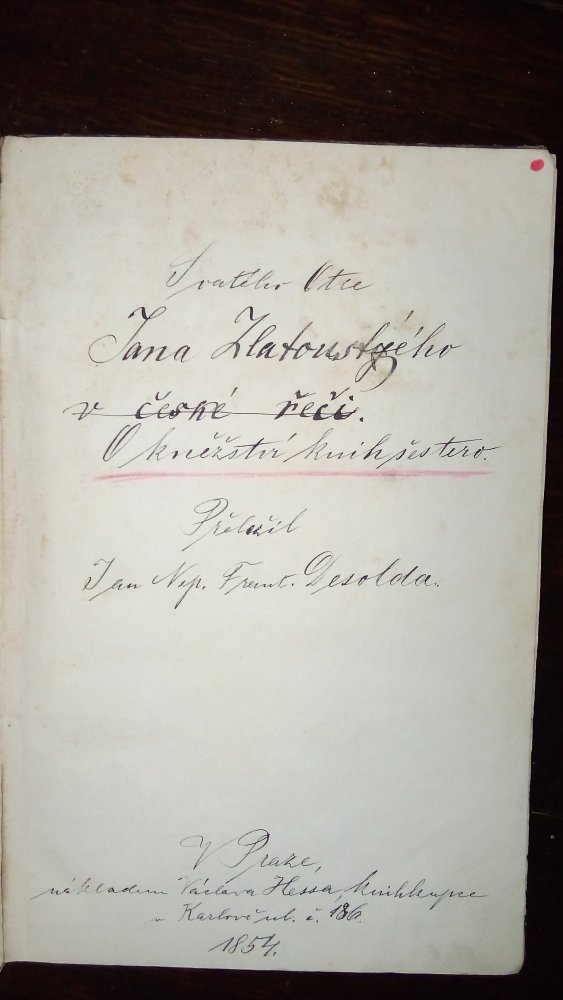 Svatého Otce
Jana Zlatoustého
v české řeči.
O kněžství knih šestero.
Přeložil
Jan Nep. Frant. Desolda.
V Praze,
nákladem Václava Hessa, knihkupce
v Karlově ul. č. 186.
1854.